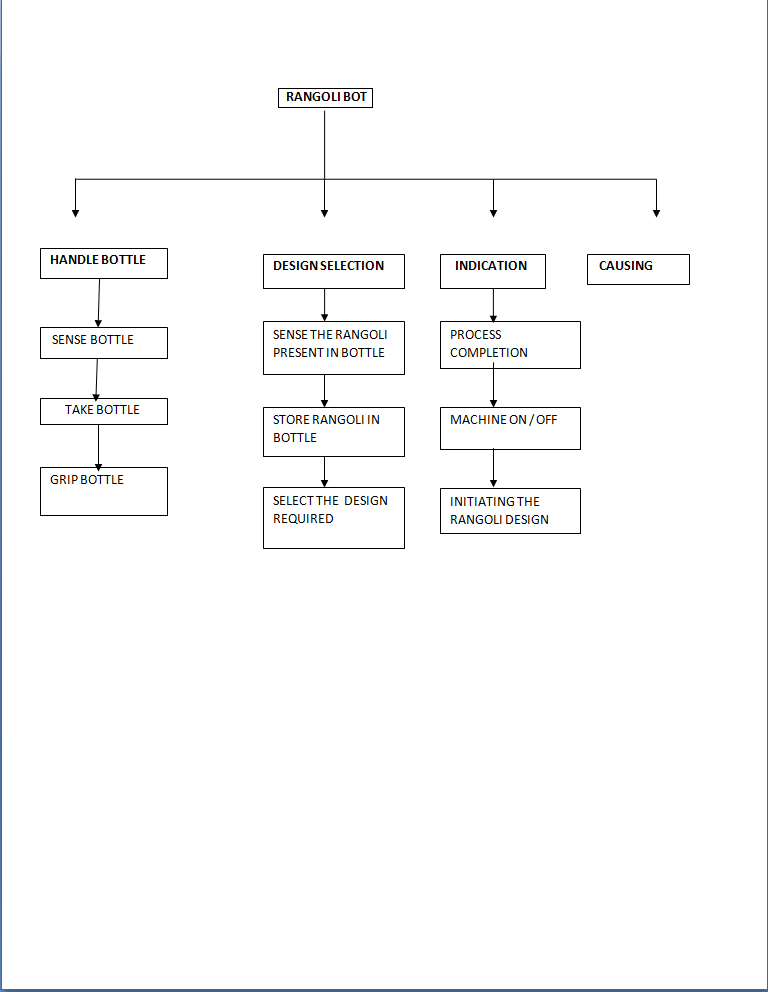 RANGOLI BOT
HANDLE BOTTLE
SENSE BOTTLE
TAKE BOTTLE
GRIP BOTTLE
DESIGN SELECTION
SENSE THE RANGOLI
PRESENT IN BOTTLE
STORE RANGOLI IN
BOTTLE
SELECT THE DESIGN
REQUIRED
INDICATION
PROCESS
COMPLETION
MACHINE ON / OFF
INITIATING THE
RANGOLI DESIGN
CAUSING